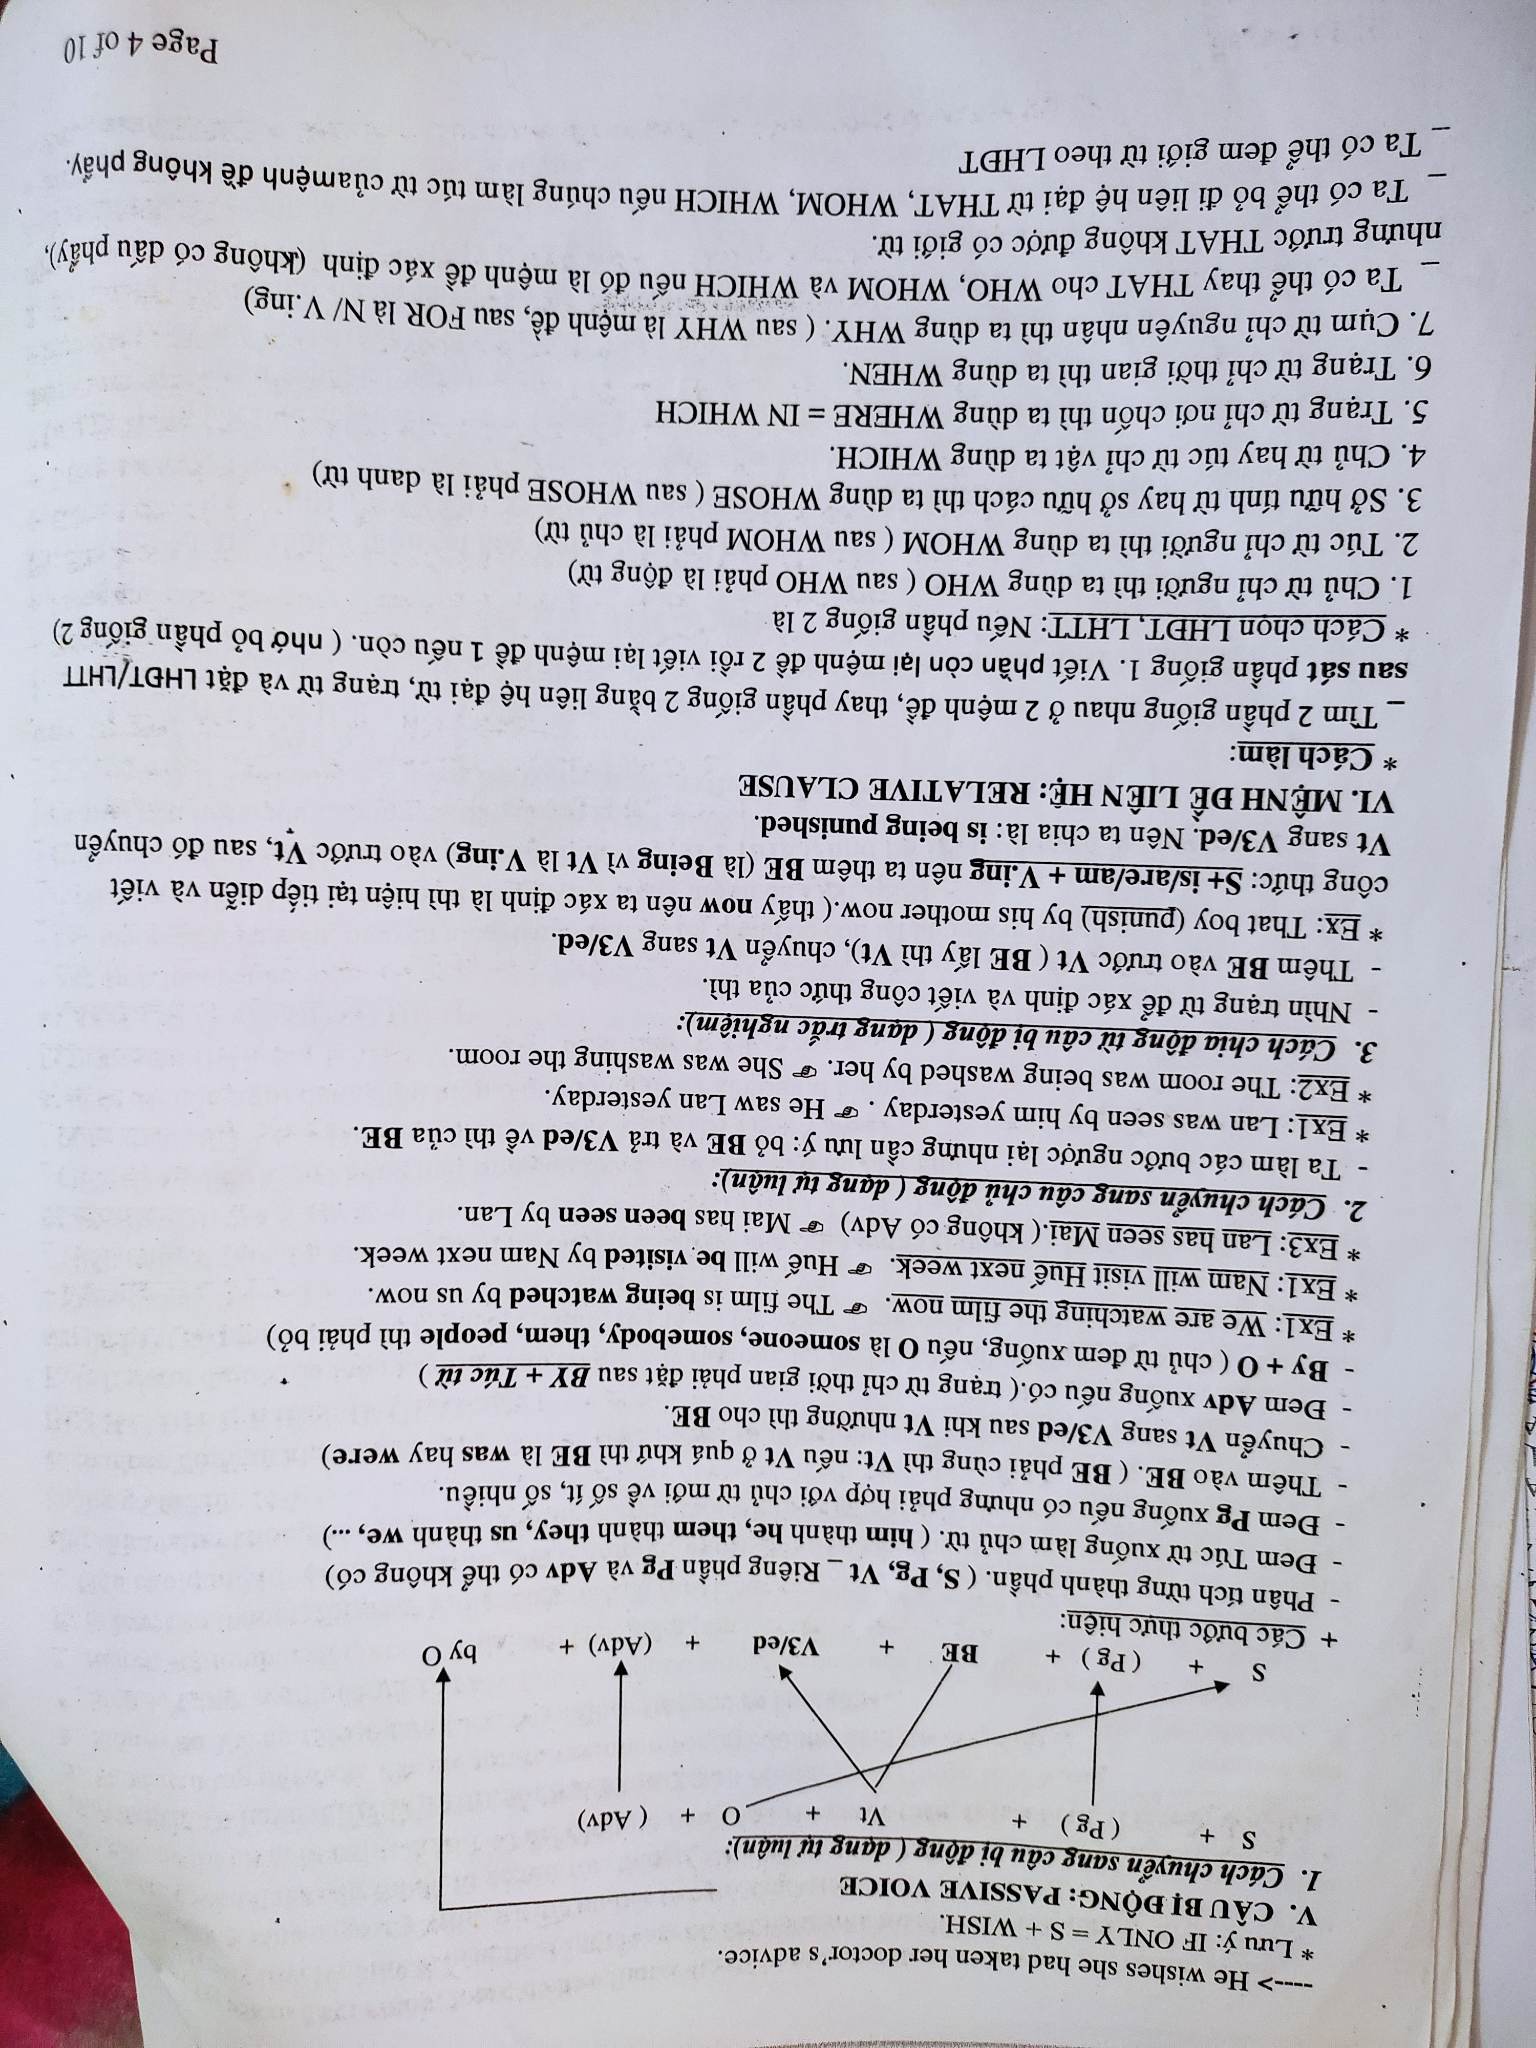 ----> He wishes she had taken her doctor's advice.
* Lưu ý: IF ONLY = S + WISH.
V. CÂU BỊ ĐỘNG: PASSIVE VOICE
1. Cách chuyển sang câu bị động ( dạng tự luận):
S + ( Pg ) + Vt + O + ( Adv)
S + ( Pg ) + BE + V3/ed + (Adv) + by O
+ Các bước thực hiện:
- Phân tích từng thành phần. ( S, Pg, Vt _ Riêng phần Pg và Adv có thể không có)
- Đem Túc từ xuống làm chủ từ. ( him thành he, them thành they, us thành we, ...)
- Đem Pg xuống nếu có nhưng phải hợp với chủ từ mới về số ít, số nhiều.
- Thêm vào BE. ( BE phải cùng thì Vt: nếu Vt ở quá khứ thì BE là was hay were)
- Chuyển Vt sang V3/ed sau khi Vt nhường thì cho BE.
- Đem Adv xuống nếu có.( trạng từ chỉ thời gian phải đặt sau BY + Túc từ )
- By + O ( chủ từ đem xuống, nếu O là someone, somebody, them, people thì phải bỏ)
* Ex1: We are watching the film now. ☞ The film is being watched by us now.
* Ex1: Nam will visit Huế next week. ☞ Huế will be visited by Nam next week.
* Ex3: Lan has seen Mai.( không có Adv) ☞ Mai has been seen by Lan.
2. Cách chuyển sang câu chủ động ( dạng tự luận):
- Ta làm các bước ngược lại nhưng cần lưu ý: bỏ BE và trả V3/ed về thì của BE.
* Ex1: Lan was seen by him yesterday . ☞ He saw Lan yesterday.
* Ex2: The room was being washed by her. ☞ She was washing the room.
3. Cách chia động từ câu bị động ( dạng trắc nghiệm):
- Nhìn trạng từ để xác định và viết công thức của thì.
- Thêm BE vào trước Vt ( BE lấy thì Vt), chuyển Vt sang V3/ed.
* Ex: That boy (punish) by his mother now.( thấy now nên ta xác định là thì hiện tại tiếp diễn và viết
công thức: S+ is/are/am + V.ing nên ta thêm BE (là Being vì Vt là V.ing) vào trước Vt, sau đó chuyển
Vt sang V3/ed. Nên ta chia là: is being punished.
VI. MỆNH ĐỀ LIÊN HỆ: RELATIVE CLAUSE
* Cách làm:
_ Tìm 2 phần giống nhau ở 2 mệnh đề, thay phần giống 2 bằng liên hệ đại từ, trạng từ và đặt LHĐT/LHTT
sau sát phần giống 1. Viết phần còn lại mệnh đề 2 rồi viết lại mệnh đề 1 nếu còn. ( nhớ bỏ phần giống 2)
* Cách chọn LHĐT, LHTT: Nếu phần giống 2 là
1. Chủ từ chỉ người thì ta dùng WHO ( sau WHO phải là động từ)
2. Túc từ chỉ người thì ta dùng WHOM ( sau WHOM phải là chủ từ)
3. Sở hữu tính từ hay sở hữu cách thì ta dùng WHOSE ( sau WHOSE phải là danh từ)
4. Chủ từ hay túc từ chỉ vật ta dùng WHICH.
5. Trạng từ chỉ nơi chốn thì ta dùng WHERE = IN WHICH
6. Trạng từ chỉ thời gian thì ta dùng WHEN.
7. Cụm từ chỉ nguyên nhân thì ta dùng WHY. ( sau WHY là mệnh đề, sau FOR là N/ V.ing)
_ Ta có thể thay THAT cho WHO, WHOM và WHICH nếu đó là mệnh đề xác định (không có dấu phẩy),
nhưng trước THAT không được có giới từ.
_ Ta có thể bỏ đi liên hệ đại từ THAT, WHOM, WHICH nếu chúng làm túc từ củamệnh đề không phẩy.
_ Ta có thể đem giới từ theo LHĐT
Page 4 of 10